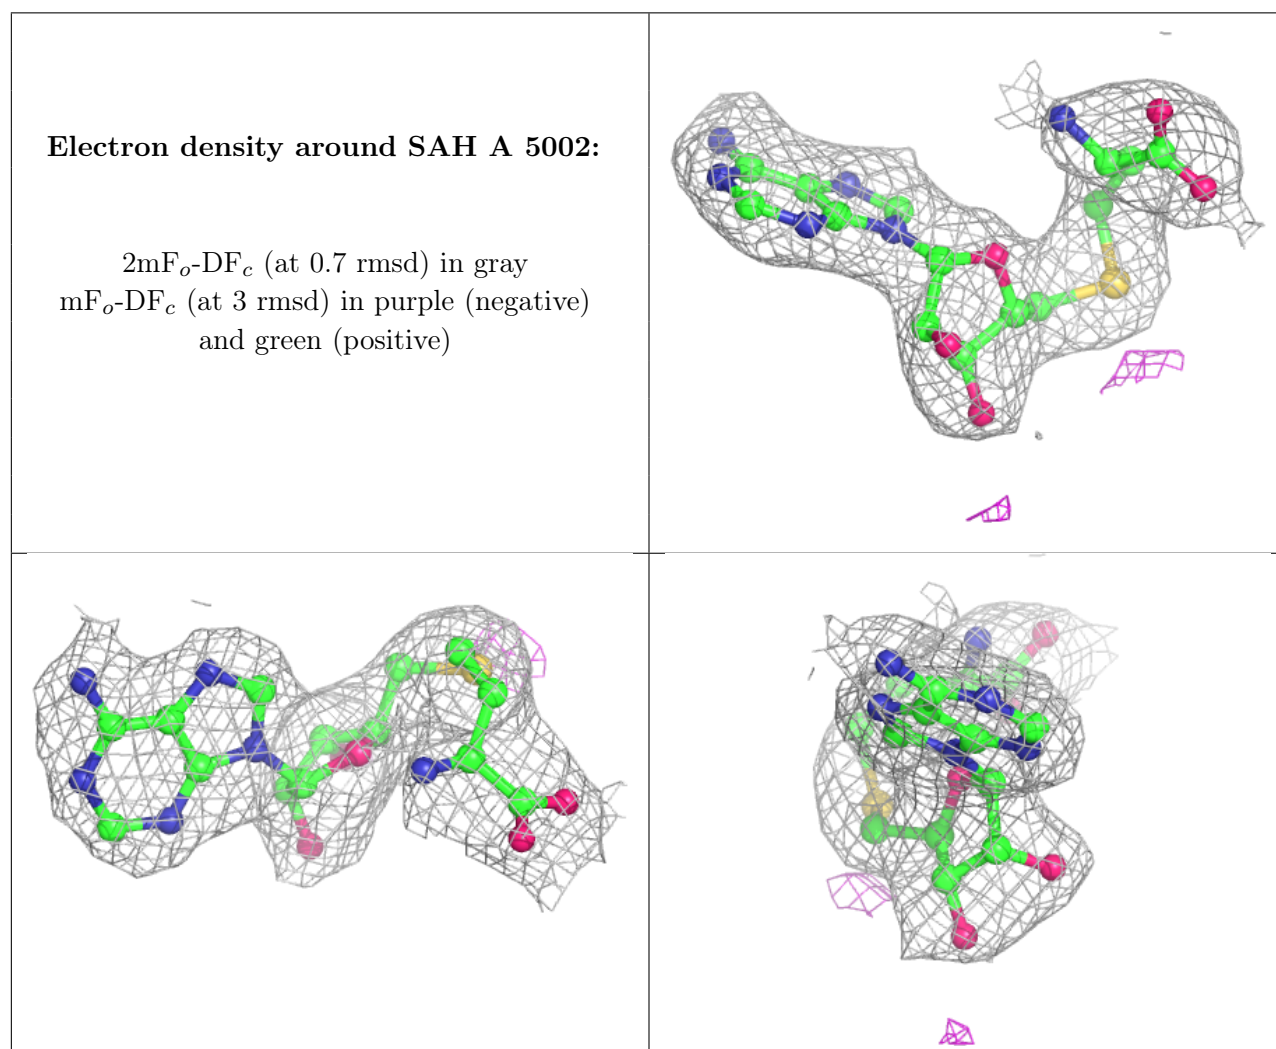 Electron density around SAH A 5002:
2mFₒ-DF𝒸 (at 0.7 rmsd) in gray
mFₒ-DF𝒸 (at 3 rmsd) in purple (negative)
and green (positive)